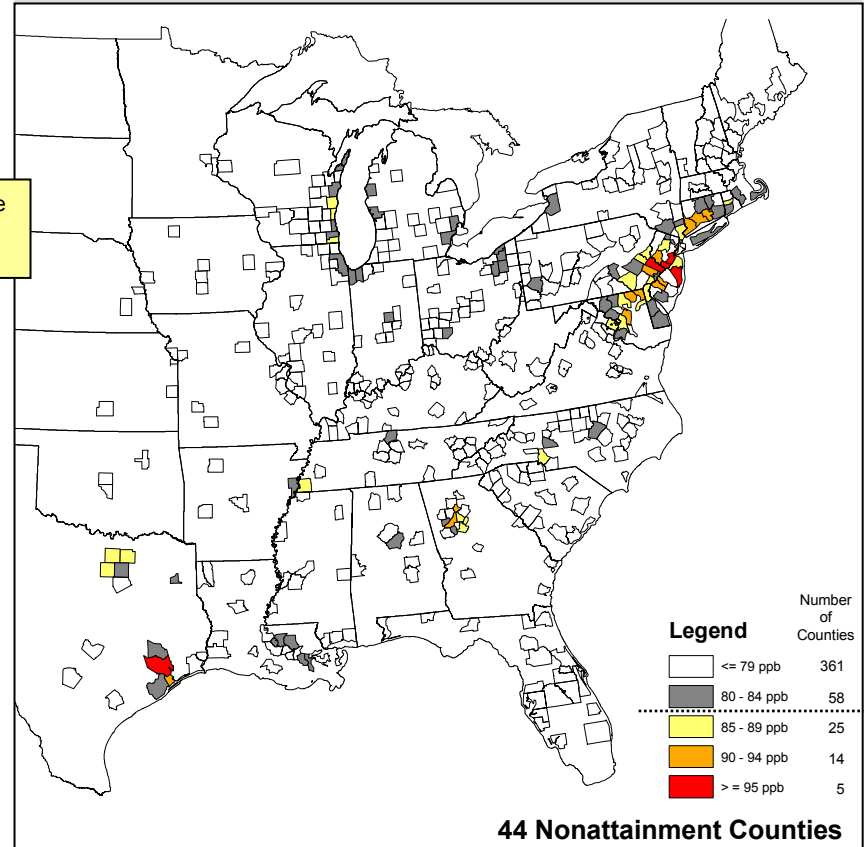 e
Number
of
Counties
Legend
<= 79 ppb 361
80 - 84 ppb 58
85 - 89 ppb 25
90 - 94 ppb 14
> = 95 ppb 5
44 Nonattainment Counties